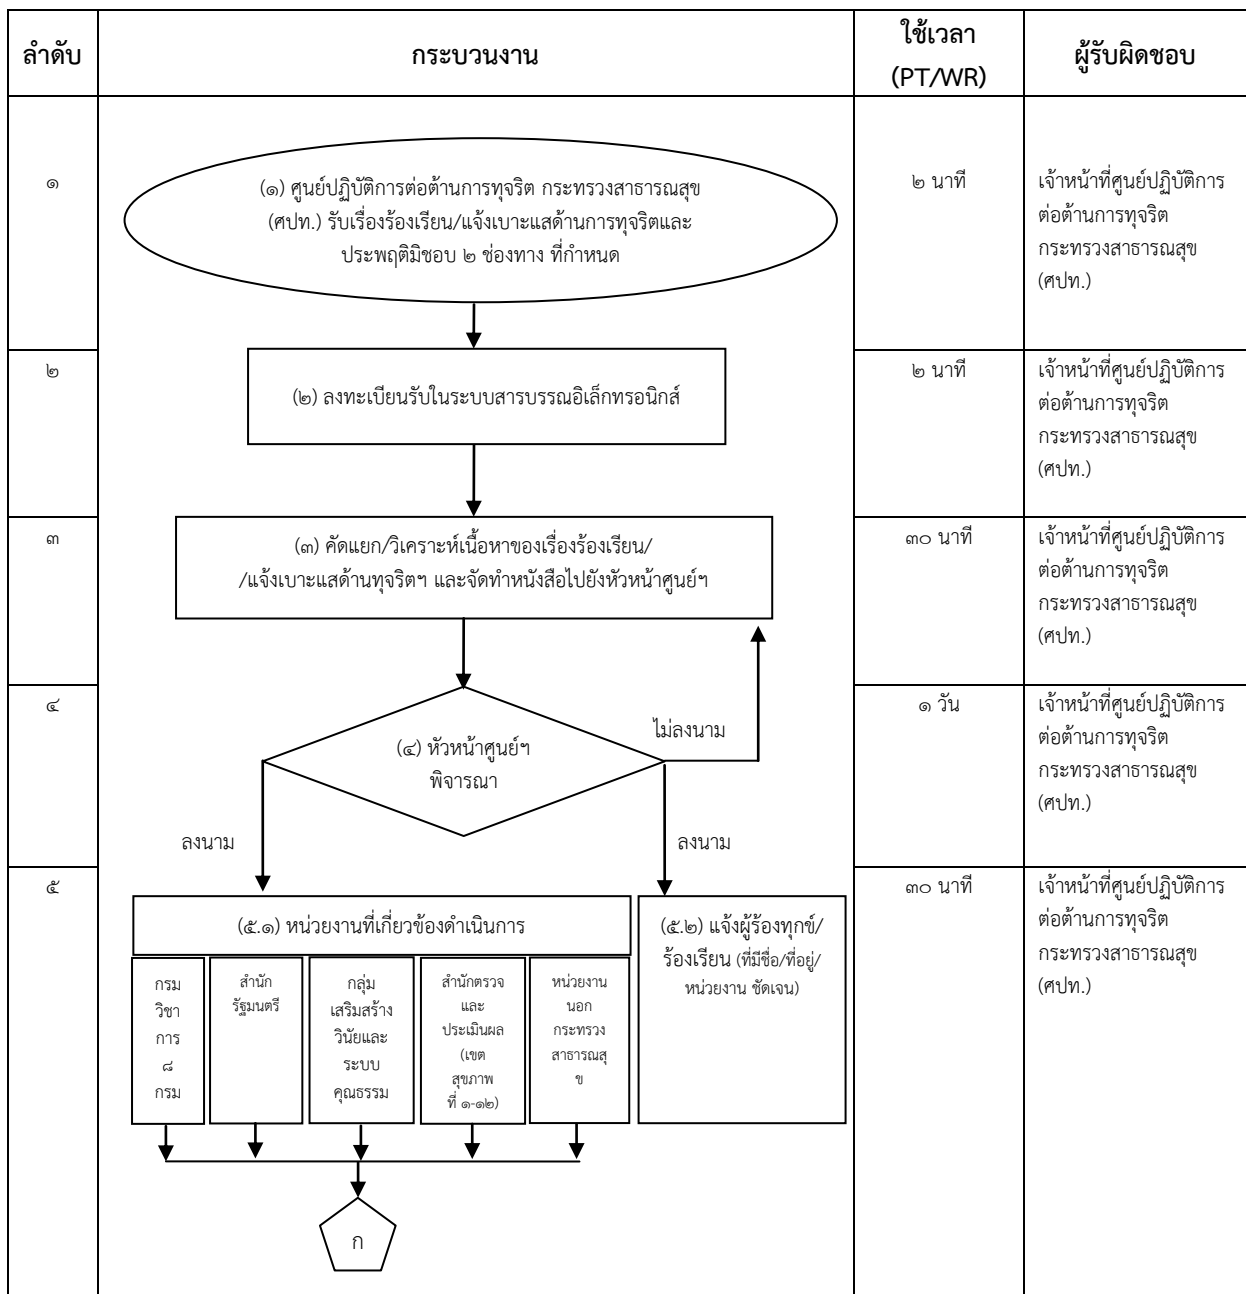 ลำดับ
กระบวนงาน
ใช้เวลา
(PT/WR)
ผู้รับผิดชอบ
๑
(๑) ศูนย์ปฏิบัติการต่อต้านการทุจริต กระทรวงสาธารณสุข
(ศปท.) รับเรื่องร้องเรียน/แจ้งเบาะแสด้านการทุจริตและ
ประพฤติมิชอบ ๒ ช่องทาง ที่กำหนด
๒ นาที
เจ้าหน้าที่ศูนย์ปฏิบัติการ
ต่อต้านการทุจริต
กระทรวงสาธารณสุข
(ศปท.)
๒
(๒) ลงทะเบียนรับในระบบสารบรรณอิเล็กทรอนิกส์
๒ นาที
เจ้าหน้าที่ศูนย์ปฏิบัติการ
ต่อต้านการทุจริต
กระทรวงสาธารณสุข
(ศปท.)
๓
(๓) คัดแยก/วิเคราะห์เนื้อหาของเรื่องร้องเรียน/
/แจ้งเบาะแสด้านทุจริตฯ และจัดทำหนังสือไปยังหัวหน้าศูนย์ฯ
๓๐ นาที
เจ้าหน้าที่ศูนย์ปฏิบัติการ
ต่อต้านการทุจริต
กระทรวงสาธารณสุข
(ศปท.)
๔
(๔) หัวหน้าศูนย์ฯ
พิจารณา
ไม่ลงนาม
ลงนาม
ลงนาม
๑ วัน
เจ้าหน้าที่ศูนย์ปฏิบัติการ
ต่อต้านการทุจริต
กระทรวงสาธารณสุข
(ศปท.)
๕
(๕.๑) หน่วยงานที่เกี่ยวข้องดำเนินการ
กรม
วิชา
การ
๘
กรม
สำนัก
รัฐมนตรี
กลุ่ม
เสริมสร้าง
วินัยและ
ระบบ
คุณธรรม
สำนักตรวจ
และ
ประเมินผล
(เขต
สุขภาพ
ที่ ๑-๑๒)
หน่วยงาน
นอก
กระทรวง
สาธารณสุ
ข
(๕.๒) แจ้งผู้ร้องทุกข์/
ร้องเรียน (ที่มีชื่อ/ที่อยู่/
หน่วยงาน ชัดเจน)
๓๐ นาที
เจ้าหน้าที่ศูนย์ปฏิบัติการ
ต่อต้านการทุจริต
กระทรวงสาธารณสุข
(ศปท.)
ก